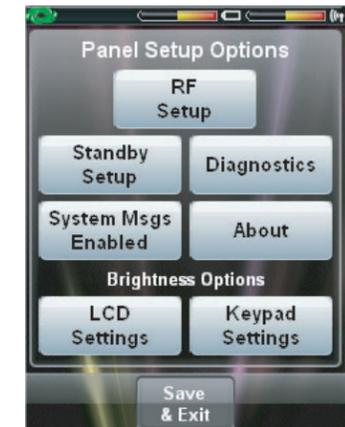 Panel Setup Options
RF
Setup
Standby
Setup
Diagnostics
System Msgs
Enabled
About
Brightness Options
LCD
Settings
Keypad
Settings
Save
& Exit